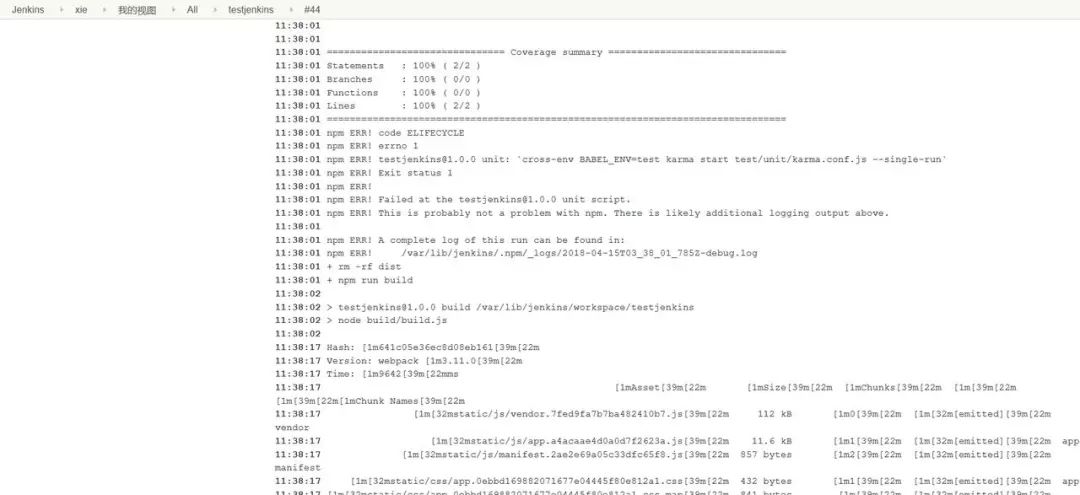 Jenkins xie 我的视图 All testjenkins #44
11:38:01
11:38:01
11:38:01 =============================== Coverage summary ===============================
11:38:01 Statements : 100% ( 2/2 )
11:38:01 Branches : 100% ( 0/0 )
11:38:01 Functions : 100% ( 0/0 )
11:38:01 Lines : 100% ( 2/2 )
11:38:01 ================================================================================
11:38:01 npm ERR! code ELIFECYCLE
11:38:01 npm ERR! errno 1
11:38:01 npm ERR! testjenkins@1.0.0 unit: `cross-env BABEL_ENV=test karma start test/unit/karma.conf.js --single-run`
11:38:01 npm ERR! Exit status 1
11:38:01 npm ERR!
11:38:01 npm ERR! Failed at the testjenkins@1.0.0 unit script.
11:38:01 npm ERR! This is probably not a problem with npm. There is likely additional logging output above.
11:38:01
11:38:01 npm ERR! A complete log of this run can be found in:
11:38:01 npm ERR! /var/lib/jenkins/.npm/_logs/2018-04-15T03_38_01_785Z-debug.log
11:38:01 + rm -rf dist
11:38:01 + npm run build
11:38:02
11:38:02 > testjenkins@1.0.0 build /var/lib/jenkins/workspace/testjenkins
11:38:02 > node build/build.js
11:38:02
11:38:17 Hash: [1m641c05e36ec8d08eb161[39m[22m
11:38:17 Version: webpack [1m3.11.0[39m[22m
11:38:17 Time: [1m9642[39m[22mms
11:38:17 [1mAsset[39m[22m [1mSize[39m[22m [1mChunks[39m[22m [1m[39m[22m
[1m[39m[22m[1mChunk Names[39m[22m
11:38:17 [1m[32mstatic/js/vendor.7fed9fa7b7ba482410b7.js[39m[22m 112 kB [1m0[39m[22m [1m[32m[emitted][39m[22m
vendor
11:38:17 [1m[32mstatic/js/app.a4acaae4d0a0d7f2623a.js[39m[22m 11.6 kB [1m1[39m[22m [1m[32m[emitted][39m[22m app
11:38:17 [1m[32mstatic/js/manifest.2ae2e69a05c33dfc65f8.js[39m[22m 857 bytes [1m2[39m[22m [1m[32m[emitted][39m[22m
manifest
11:38:17 [1m[32mstatic/css/app.0ebbd169882071677e04445f80e812a1.css[39m[22m 432 bytes [1m1[39m[22m [1m[32m[emitted][39m[22m app
11:38:17 [1m[32mstatic/css/app.0ebbd169882071677e04445f80e812a1.css.map[39m[22m 841 bytes